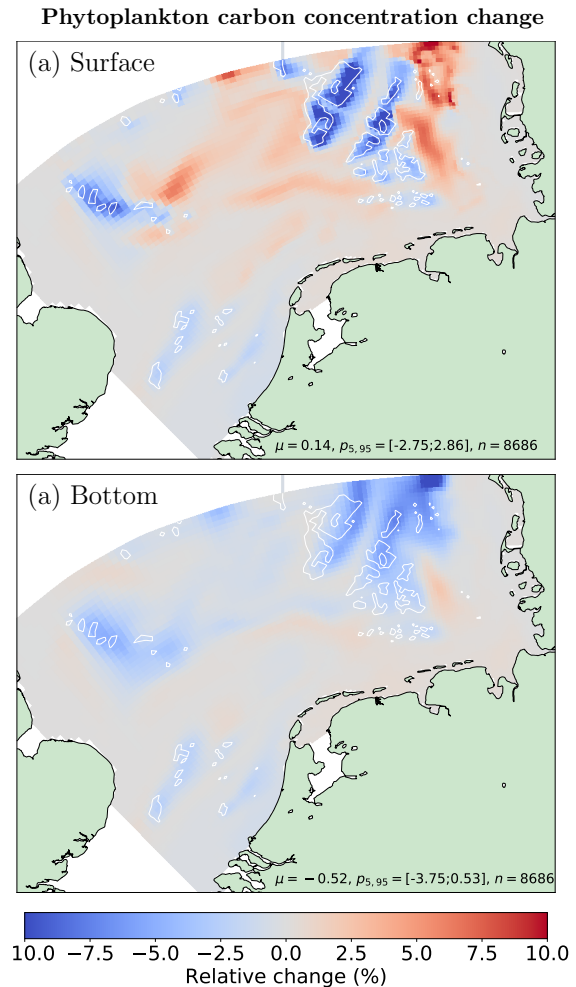 Phytoplankton carbon concentration change
(a) Surface
μ = 0.14, p5, 95 = [-2.75;2.86], n = 8686
(a) Bottom
μ = −0.52, p5, 95 = [-3.75;0.53], n = 8686
10.0 −7.5 −5.0 −2.5 0.0 2.5 5.0 7.5 10.0
Relative change (%)